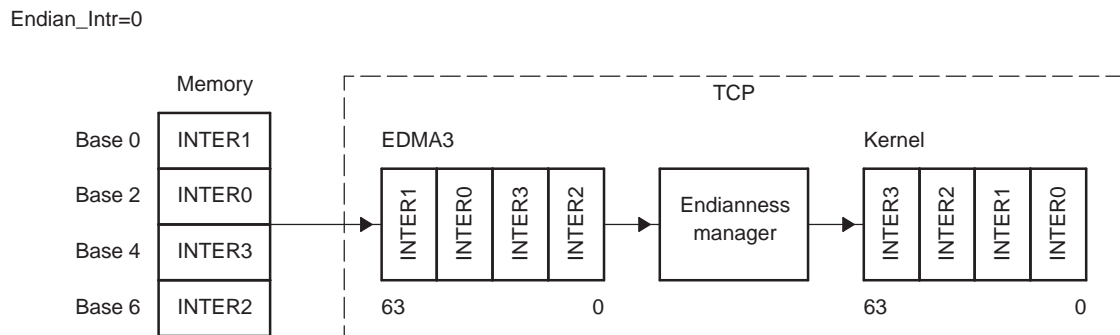 Endian_Intr=0
Memory
TCP
Base 0
INTER1
EDMA3
Kernel
Base 2
INTER0
INTER1
INTER0
INTER3
INTER2
Endianness
manager
INTER3
INTER2
INTER1
INTER0
Base 4
INTER3
Base 6
INTER2
63
0
63
0